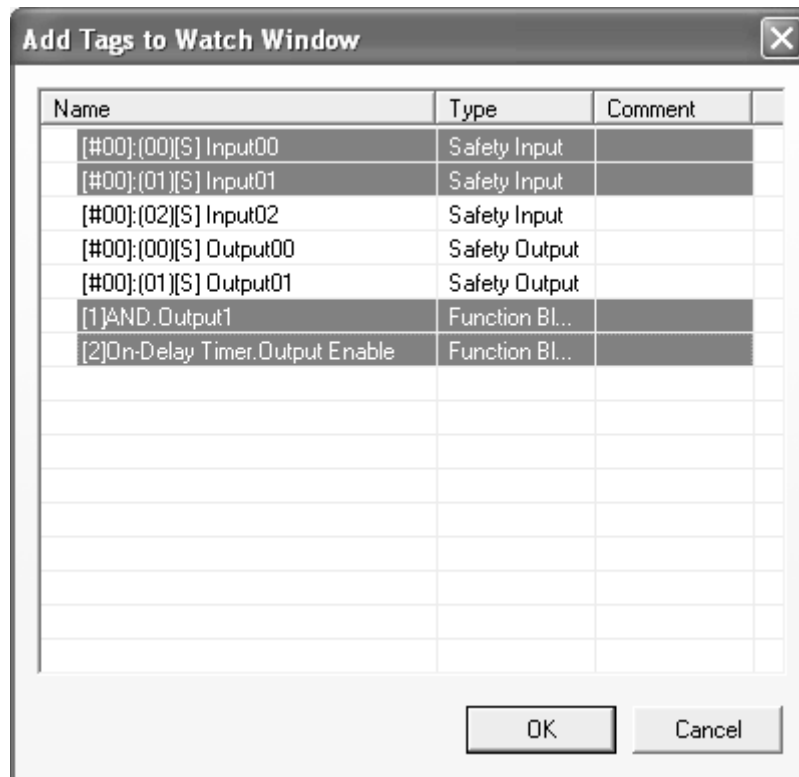 Add Tags to Watch Window
Name Type Comment
[#00]:(00)[S] Input00 Safety Input
[#00]:(01)[S] Input01 Safety Input
[#00]:(02)[S] Input02 Safety Input
[#00]:(00)[S] Output00 Safety Output
[#00]:(01)[S] Output01 Safety Output
[1]AND.Output1 Function Bl...
[2]On-Delay Timer.Output Enable Function Bl...
OK Cancel